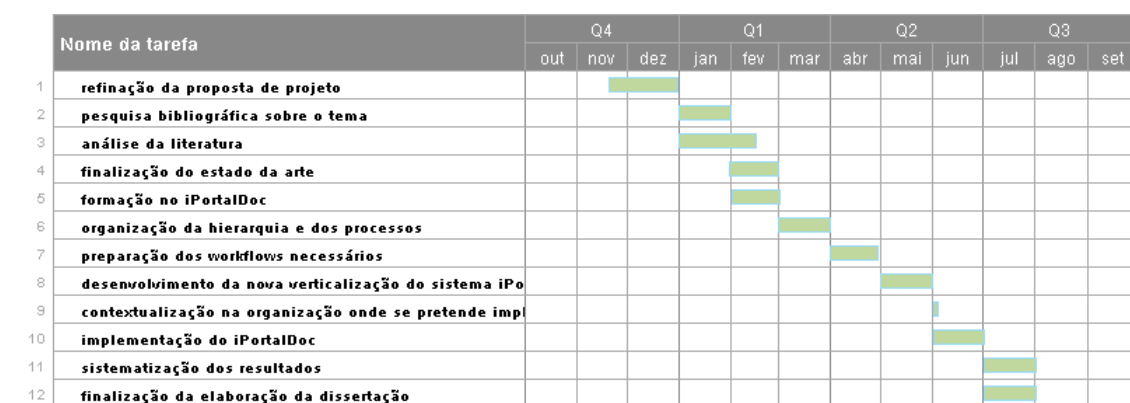 Nome da tarefa
Q4 Q1 Q2 Q3
out nov dez jan fev mar abr mai jun jul ago set
1 refinação da proposta de projeto
2 pesquisa bibliográfica sobre o tema
3 análise da literatura
4 finalização do estado da arte
5 formação no iPortalDoc
6 organização da hierarquia e dos processos
7 preparação dos workflows necessários
8 desenvolvimento da nova verticalização do sistema iPo
9 contextualização na organização onde se pretende impl
10 implementação do iPortalDoc
11 sistematização dos resultados
12 finalização da elaboração da dissertação